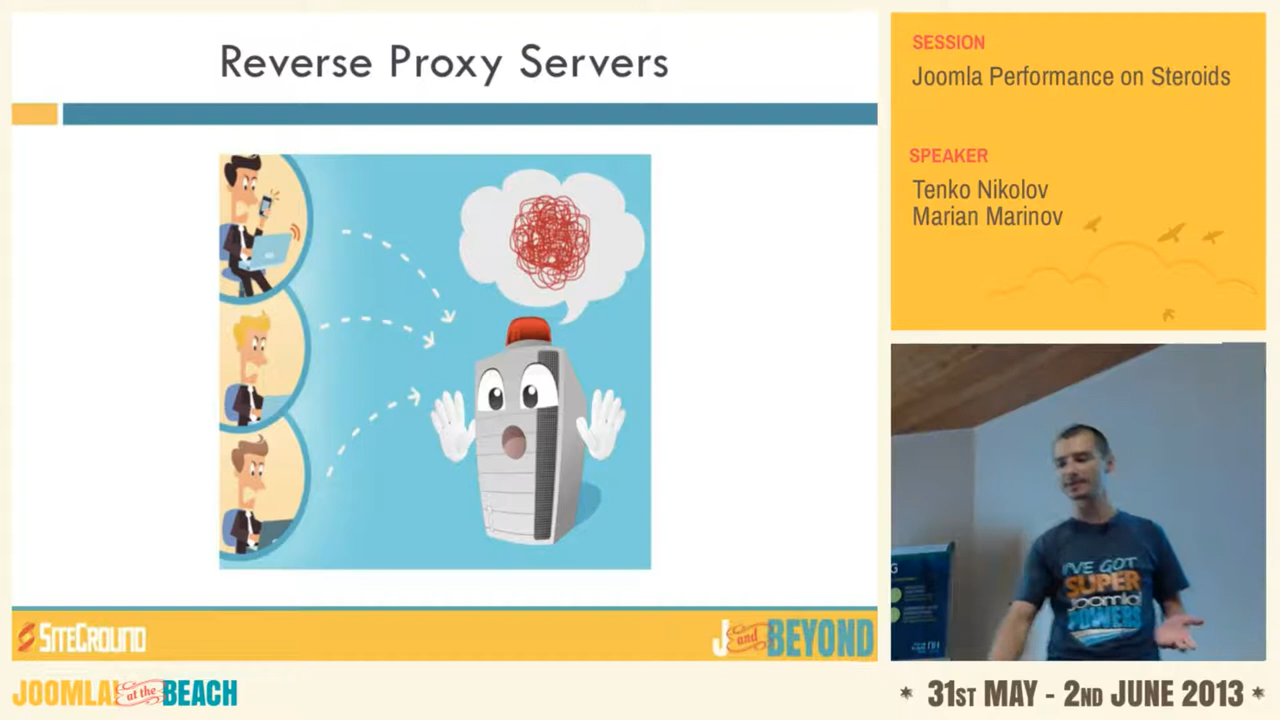 Reverse Proxy Servers
SESSION
Joomla Performance on Steroids
SPEAKER
Tenko Nikolov
Marian Marinov
I'VE GOT
SUPER
Joomla!
POWERS
G
SITEGROUND
J and BEYOND
JOOMLA! at the BEACH
* 31ST MAY - 2ND JUNE 2013 *